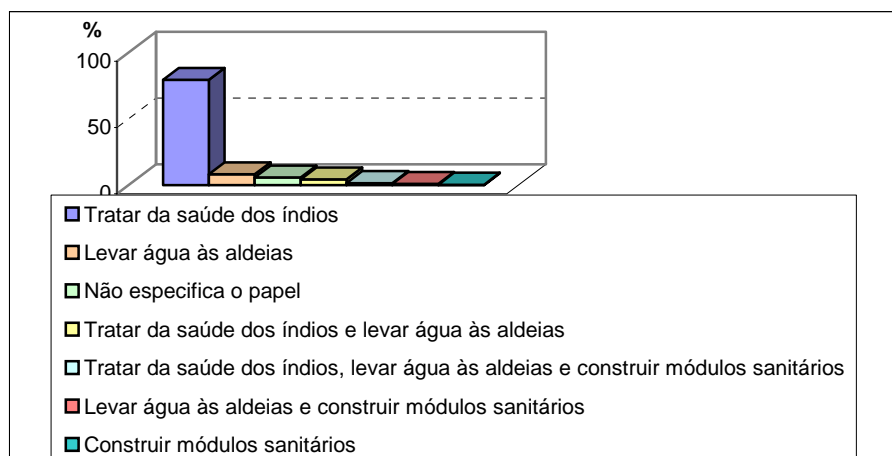 %
100
50
0
Tratar da saúde dos índios
Levar água às aldeias
Não especifica o papel
Tratar da saúde dos índios e levar água às aldeias
Tratar da saúde dos índios, levar água às aldeias e construir módulos sanitários
Levar água às aldeias e construir módulos sanitários
Construir módulos sanitários